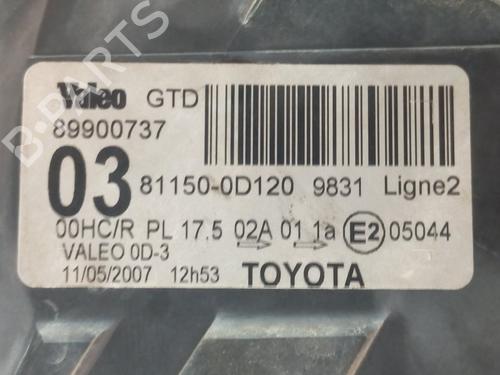 Valeo GTD
89900737
03 81150-0D120 9831 Ligne2
00HC/R PL 17.5 02A 01 1a E2 05044
VALEO 0D-3
11/05/2007 12h53 TOYOTA
B-PARTS